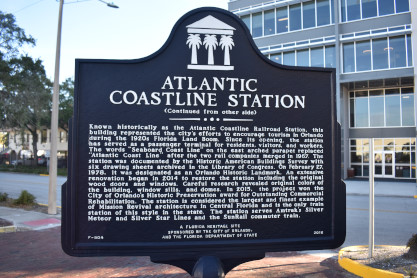 ATLANTIC
COASTLINE STATION
(Continued from other side)
Known historically as the Atlantic Coastline Railroad Station, this
building represented the city's efforts to encourage tourism in Orlando
during the 1920s Florida Land Boom. Since its opening, the station
has served as a passenger terminal for residents, visitors, and workers.
The words "Seaboard Coast Line" on the east arched parapet replaced
"Atlantic Coast Line" after the two rail companies merged in 1967. The
station was documented by the Historic American Buildings Survey with
six drawing sheets archived in the Library of Congress. On February 27,
1978, it was designated as an Orlando Historic Landmark. An extensive
renovation began in 2014 to restore the station including the original
wood doors and windows. Careful research revealed original colors of
the building, window sills, and domes. In 2015, the project won the
City of Orlando's Historic Preservation Award for Outstanding Commercial
Rehabilitation. The station is considered the largest and finest example
of Mission Revival architecture in Central Florida and is the only train
station of this style in the state. The station serves Amtrak's Silver
Meteor and Silver Star Lines and the SunRail commuter train.
A FLORIDA HERITAGE SITE
SPONSORED BY THE CITY OF ORLANDO
F-934 AND THE FLORIDA DEPARTMENT OF STATE 2016